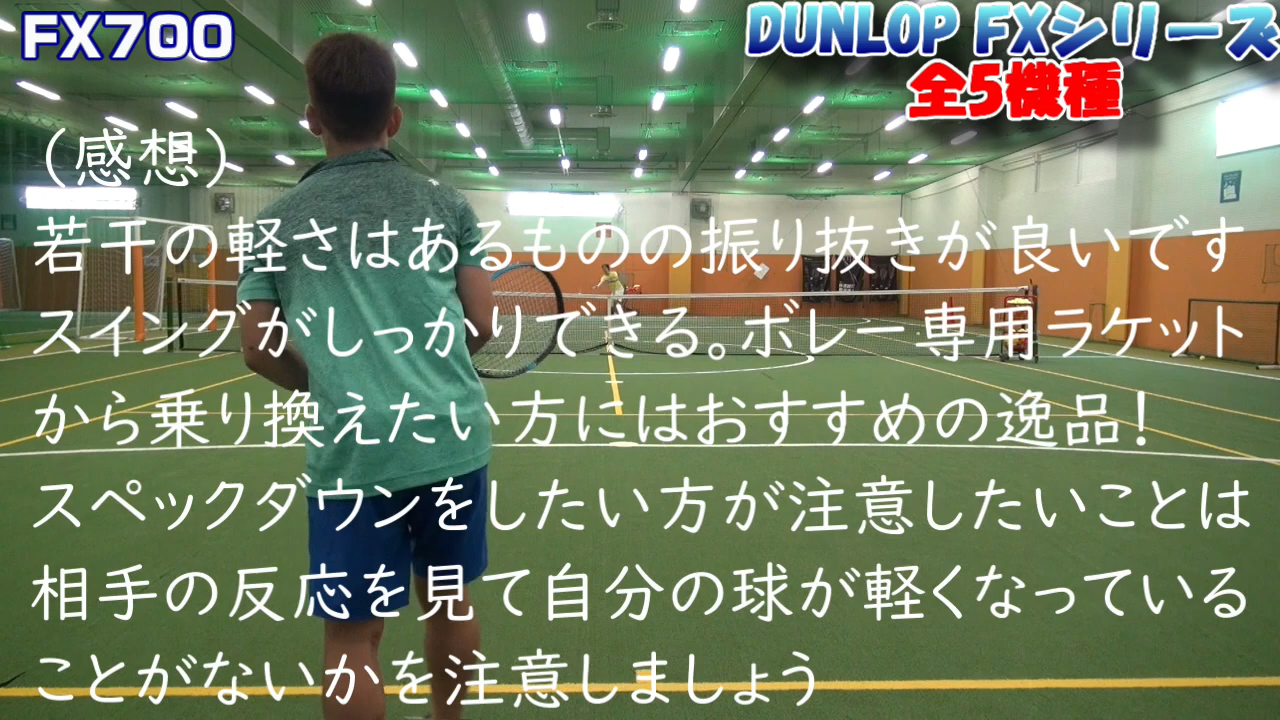 FX700
DUNLOP FXシリーズ
全5機種
(感想)
若干の軽さはあるものの振り抜きが良いです
スイングがしっかりできる。ボレー専用ラケット
から乗り換えたい方にはおすすめの逸品!
スペックダウンをしたい方が注意したいことは
相手の反応を見て自分の球が軽くなっている
ことがないかを注意しましょう